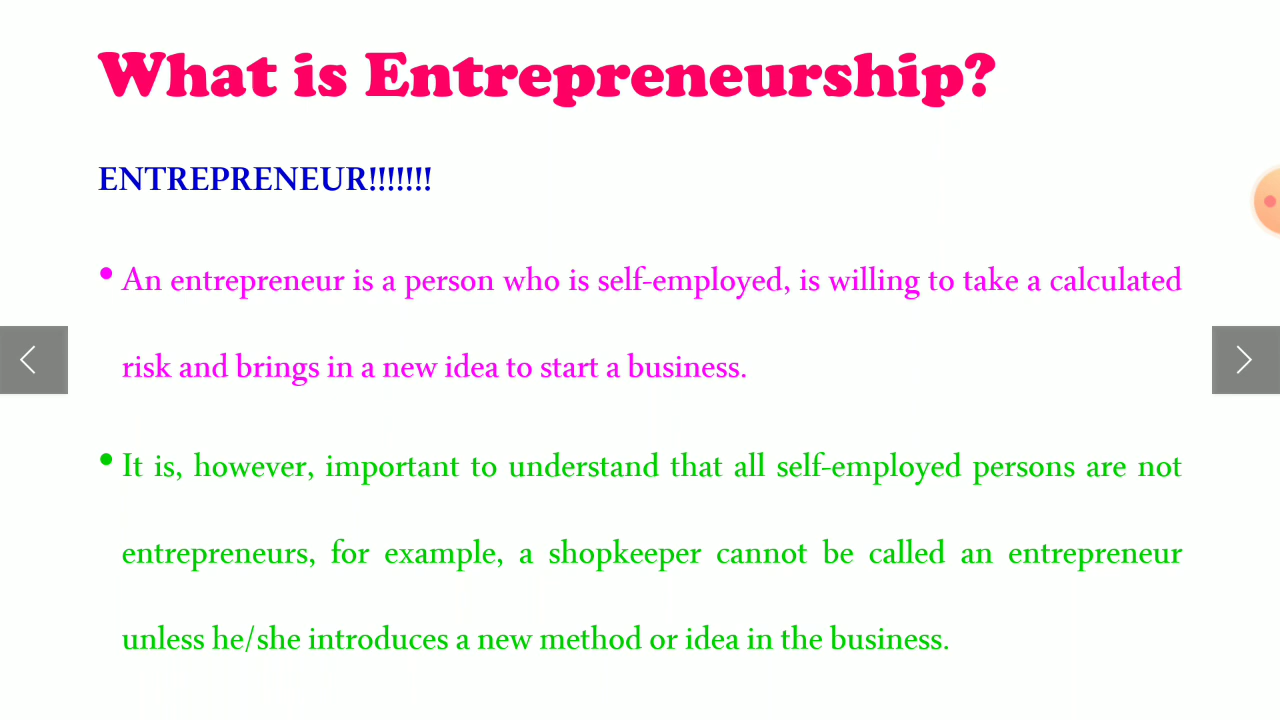 What is Entrepreneurship?
ENTREPRENEUR!!!!!!!
• An entrepreneur is a person who is self-employed, is willing to take a calculated
risk and brings in a new idea to start a business.
• It is, however, important to understand that all self-employed persons are not
entrepreneurs, for example, a shopkeeper cannot be called an entrepreneur
unless he/she introduces a new method or idea in the business.